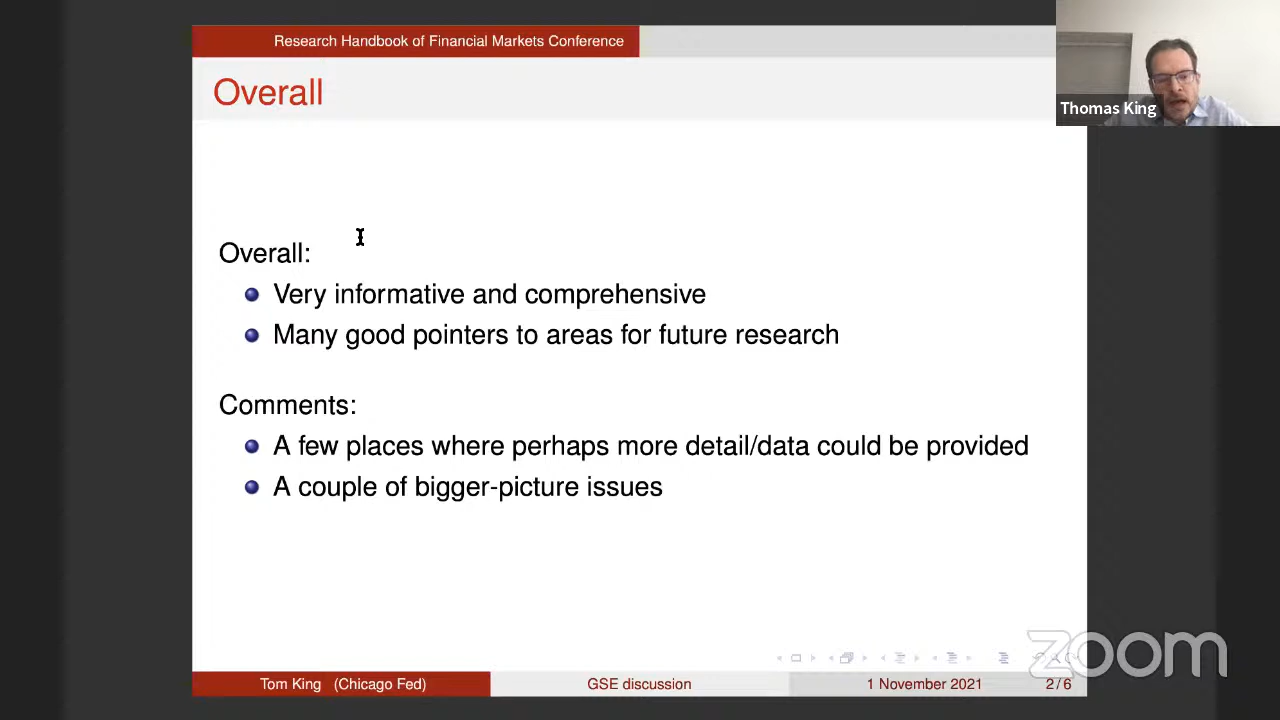 Research Handbook of Financial Markets Conference
Overall
Thomas King
Overall:
Very informative and comprehensive
Many good pointers to areas for future research
Comments:
A few places where perhaps more detail/data could be provided
A couple of bigger-picture issues
zoom
Tom King (Chicago Fed)
GSE discussion
1 November 2021
2 / 6